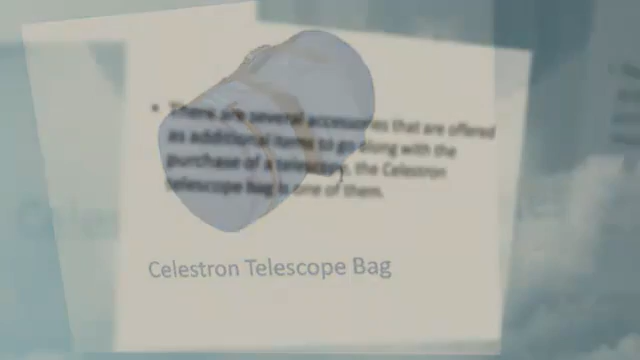 • There are several accessories that are offered
as additional items to go along with the
purchase of a telescope, the Celestron
telescope Bag is one of them.
Celestron Telescope Bag